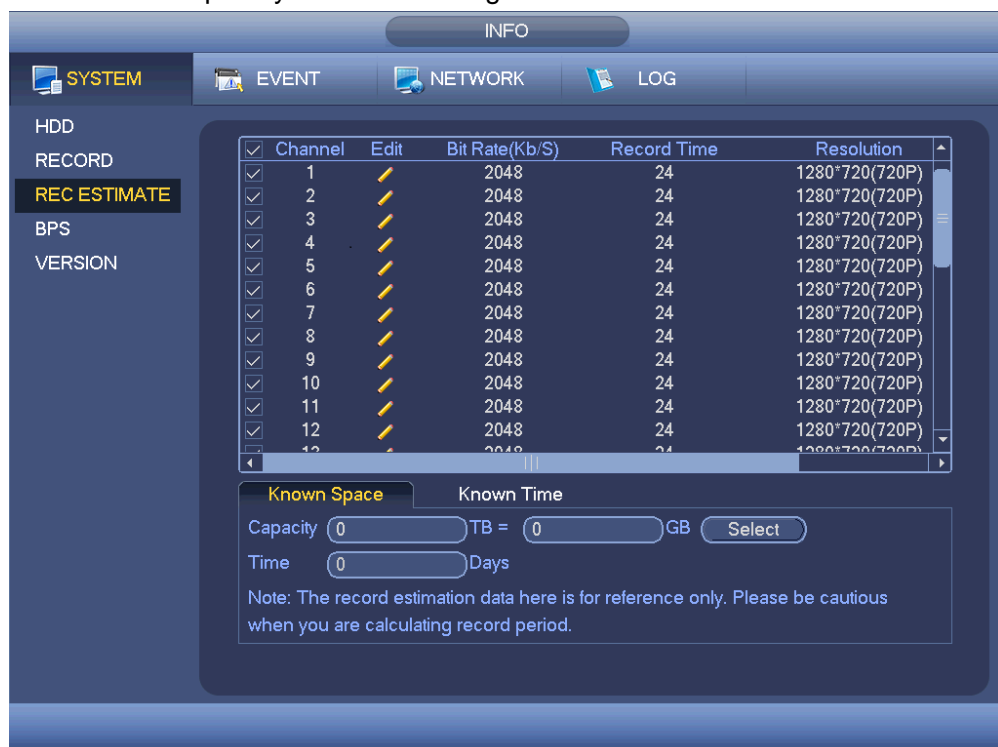 INFO
SYSTEM EVENT NETWORK LOG
HDD
RECORD
REC ESTIMATE
BPS
VERSION
Channel Edit Bit Rate(Kb/S) Record Time Resolution
1 2048 24 1280*720(720P)
2 2048 24 1280*720(720P)
3 2048 24 1280*720(720P)
4 2048 24 1280*720(720P)
5 2048 24 1280*720(720P)
6 2048 24 1280*720(720P)
7 2048 24 1280*720(720P)
8 2048 24 1280*720(720P)
9 2048 24 1280*720(720P)
10 2048 24 1280*720(720P)
11 2048 24 1280*720(720P)
12 2048 24 1280*720(720P)
Known Space Known Time
Capacity 0 TB = 0 GB Select
Time 0 Days
Note: The record estimation data here is for reference only. Please be cautious
when you are calculating record period.